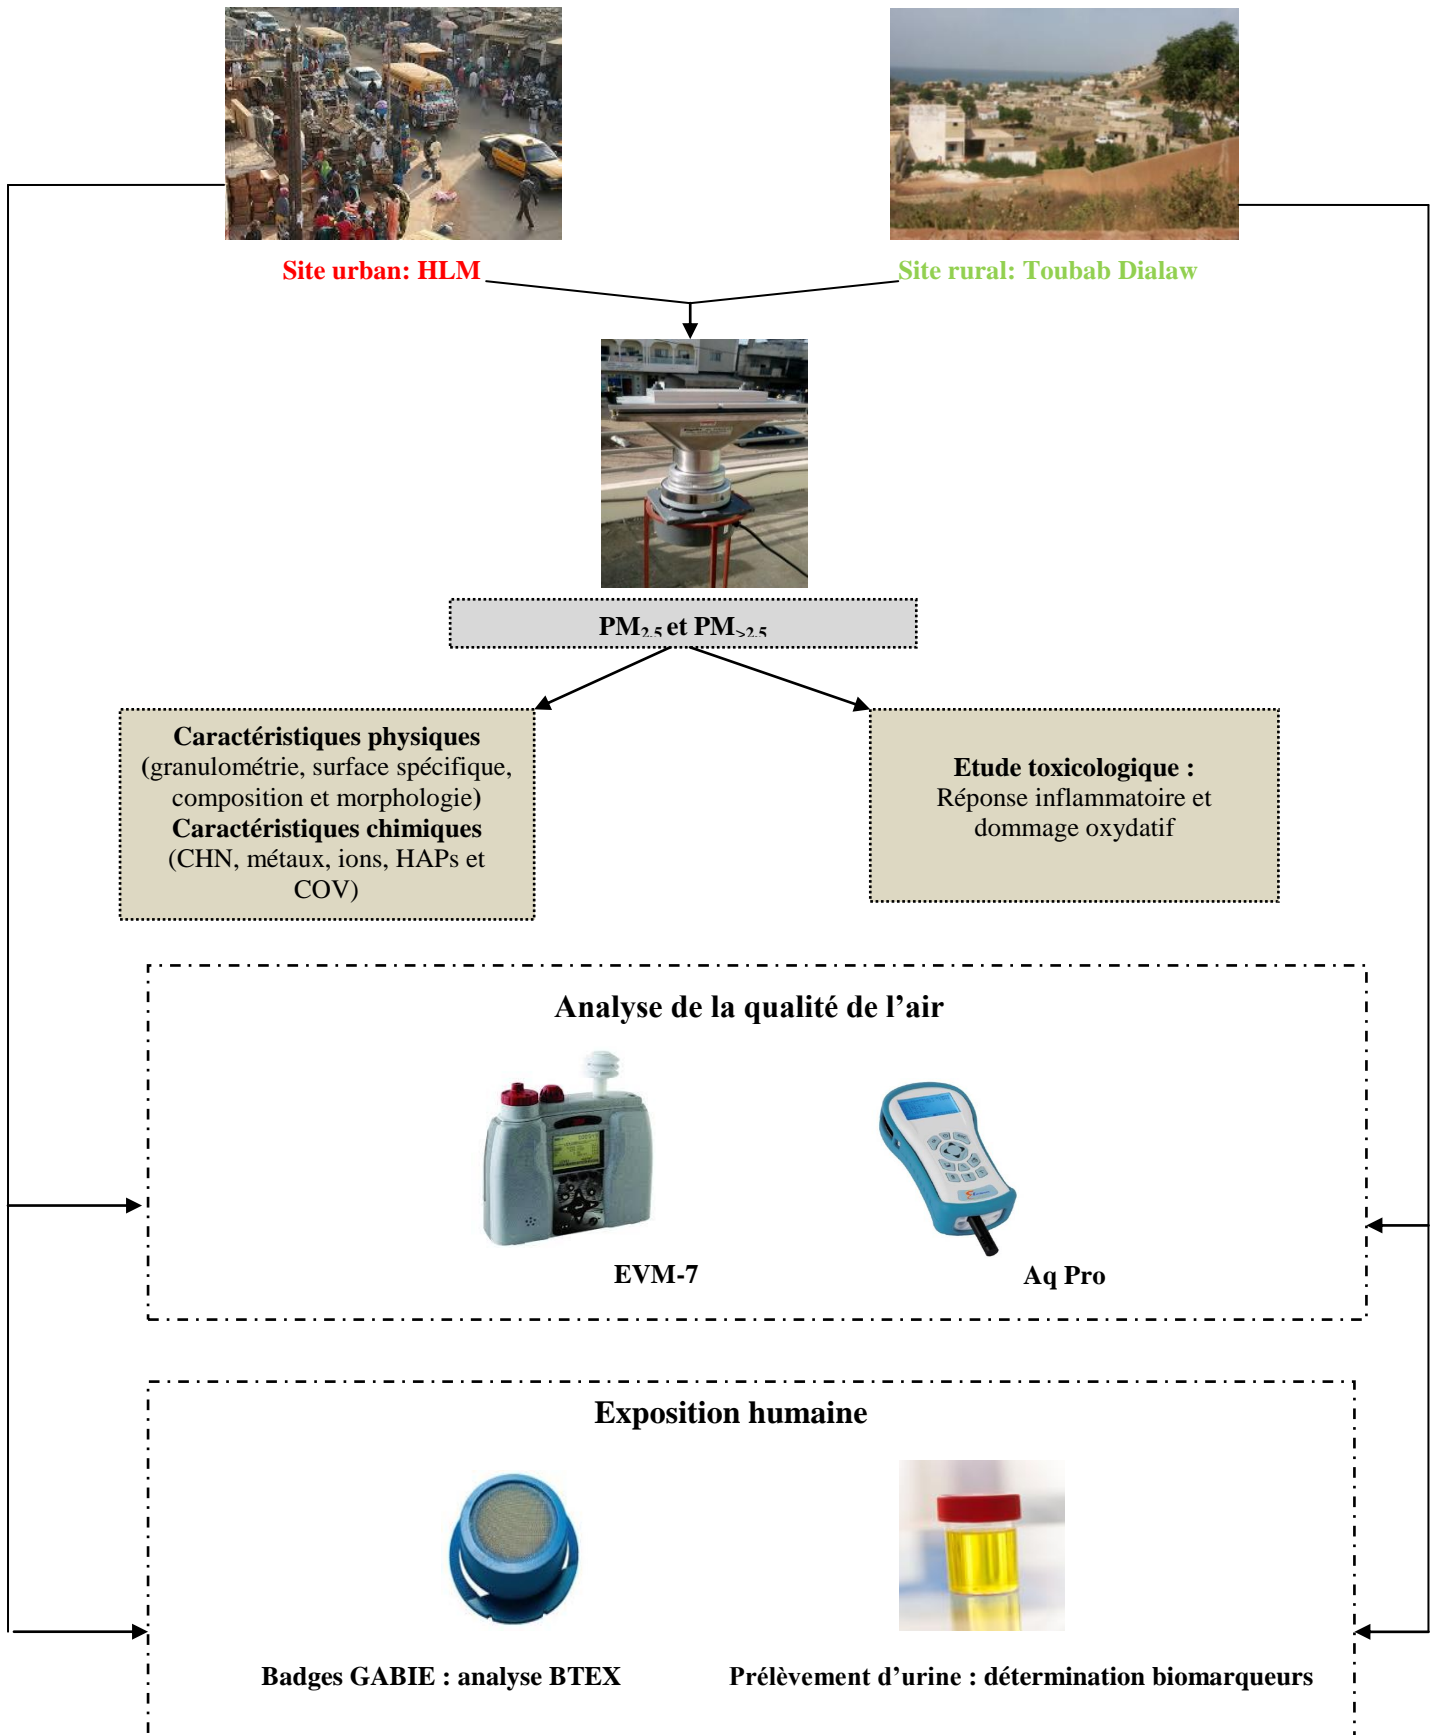 Site urban: HLM
Site rural: Toubab Dialaw
PM2.5 et PM>2.5
Caractéristiques physiques
(granulométrie, surface spécifique,
composition et morphologie)
Caractéristiques chimiques
(CHN, métaux, ions, HAPs et
COV)
Etude toxicologique :
Réponse inflammatoire et
dommage oxydatif
Analyse de la qualité de l’air
EVM-7
Aq Pro
Exposition humaine
Badges GABIE : analyse BTEX
Prélèvement d’urine : détermination biomarqueurs